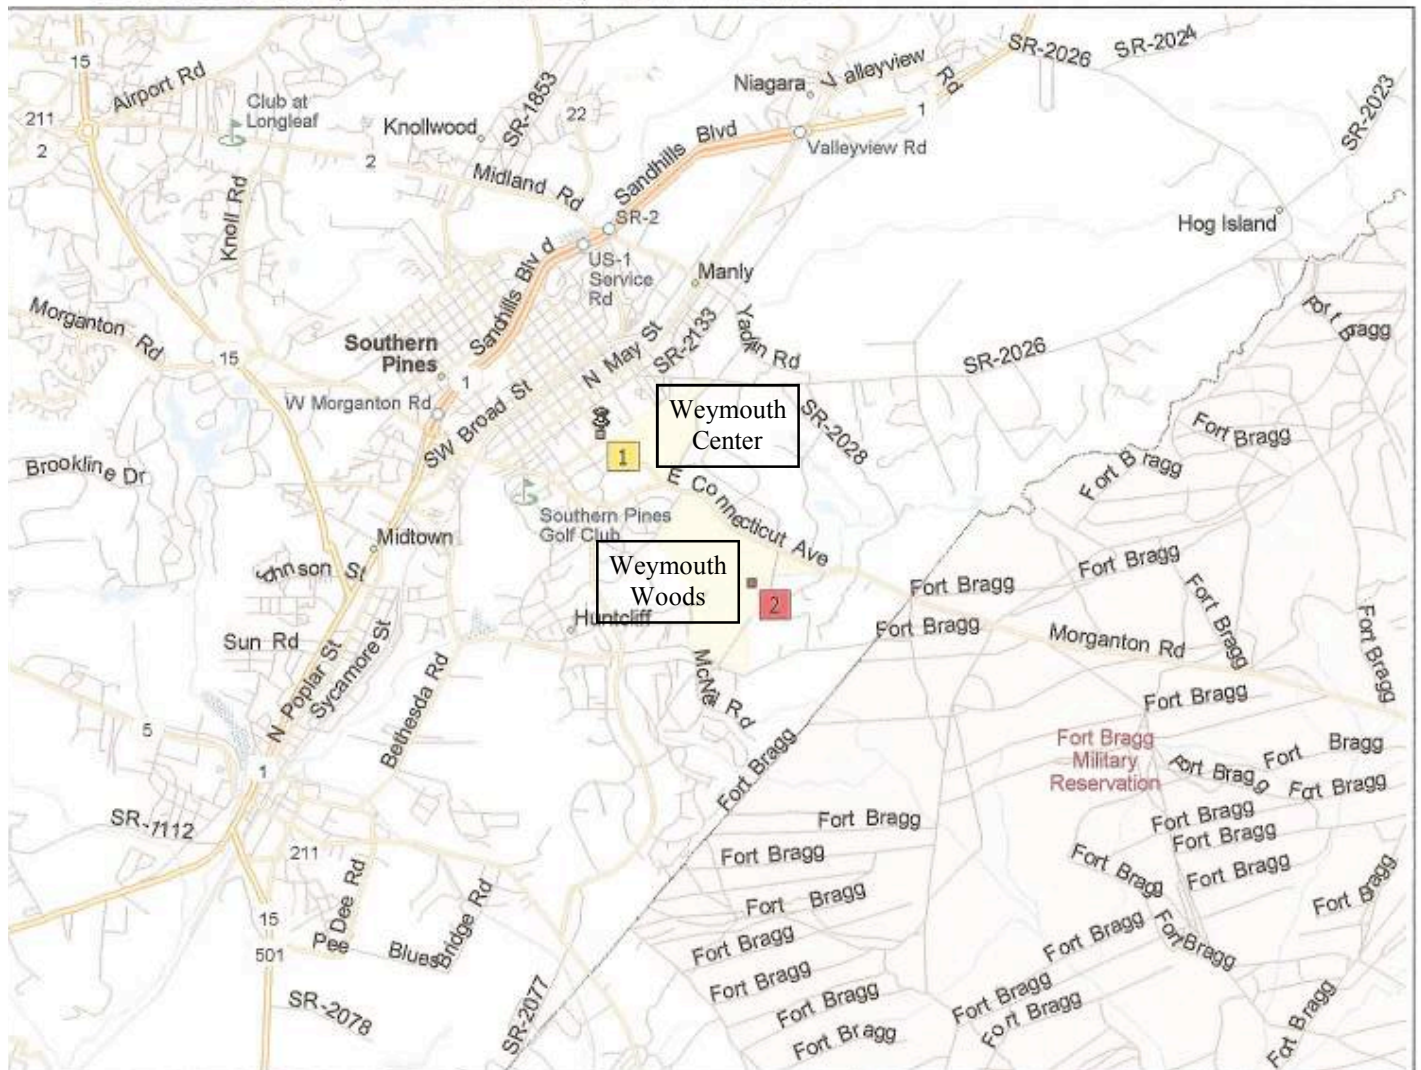 15
Airport Rd
211
2
Club at
Longleaf
Knollwood
SR-1853
22
2
Midland Rd
Knoll Rd
Niagara
Valleyview
Rd
SR-2026
SR-2024
SR-2023
1
Sandhills Blvd
Valleyview Rd
SR-2
US-1
Service
Rd
Manly
Hog Island
Morganton Rd
15
Southern
Pines
Sandhills Blvd
1
W Morganton Rd
SW Broad St
N May St
SR-2133
Yadkin Rd
SR-2026
Fort Bragg
Weymouth
Center
SR-2028
1
Fort Bragg
Fort Bragg
Brookline Dr
E Connecticut Ave
Southern Pines
Golf Club
Midtown
Johnson St
Weymouth
Woods
2
Huntcliff
Fort Bragg
Fort Bragg
Fort Bragg
Fort Bragg
Fort Bragg
Morganton Rd
Sun Rd
N Poplar St
Sycamore St
Bethesda Rd
McNeil Rd
Fort Bragg
Fort Bragg
5
1
Fort Bragg
Military
Reservation
Fort Bragg
Fort Bragg
Fort Bragg
SR-1112
Fort Bragg
Fort Bragg
Fort Bragg
Fort Bragg
Fort Bragg
Fort Bragg
Fort Bragg
211
Pee Dee Rd
Blues Bridge Rd
15
501
Fort Bragg
Fort Bragg
Fort Bragg
Fort Bragg
Fort Bragg
Fort Bragg
SR-2078
SR-2077
Fort Bragg
Fort Bragg
Fort Bragg
Fort Bragg
Fort Bragg